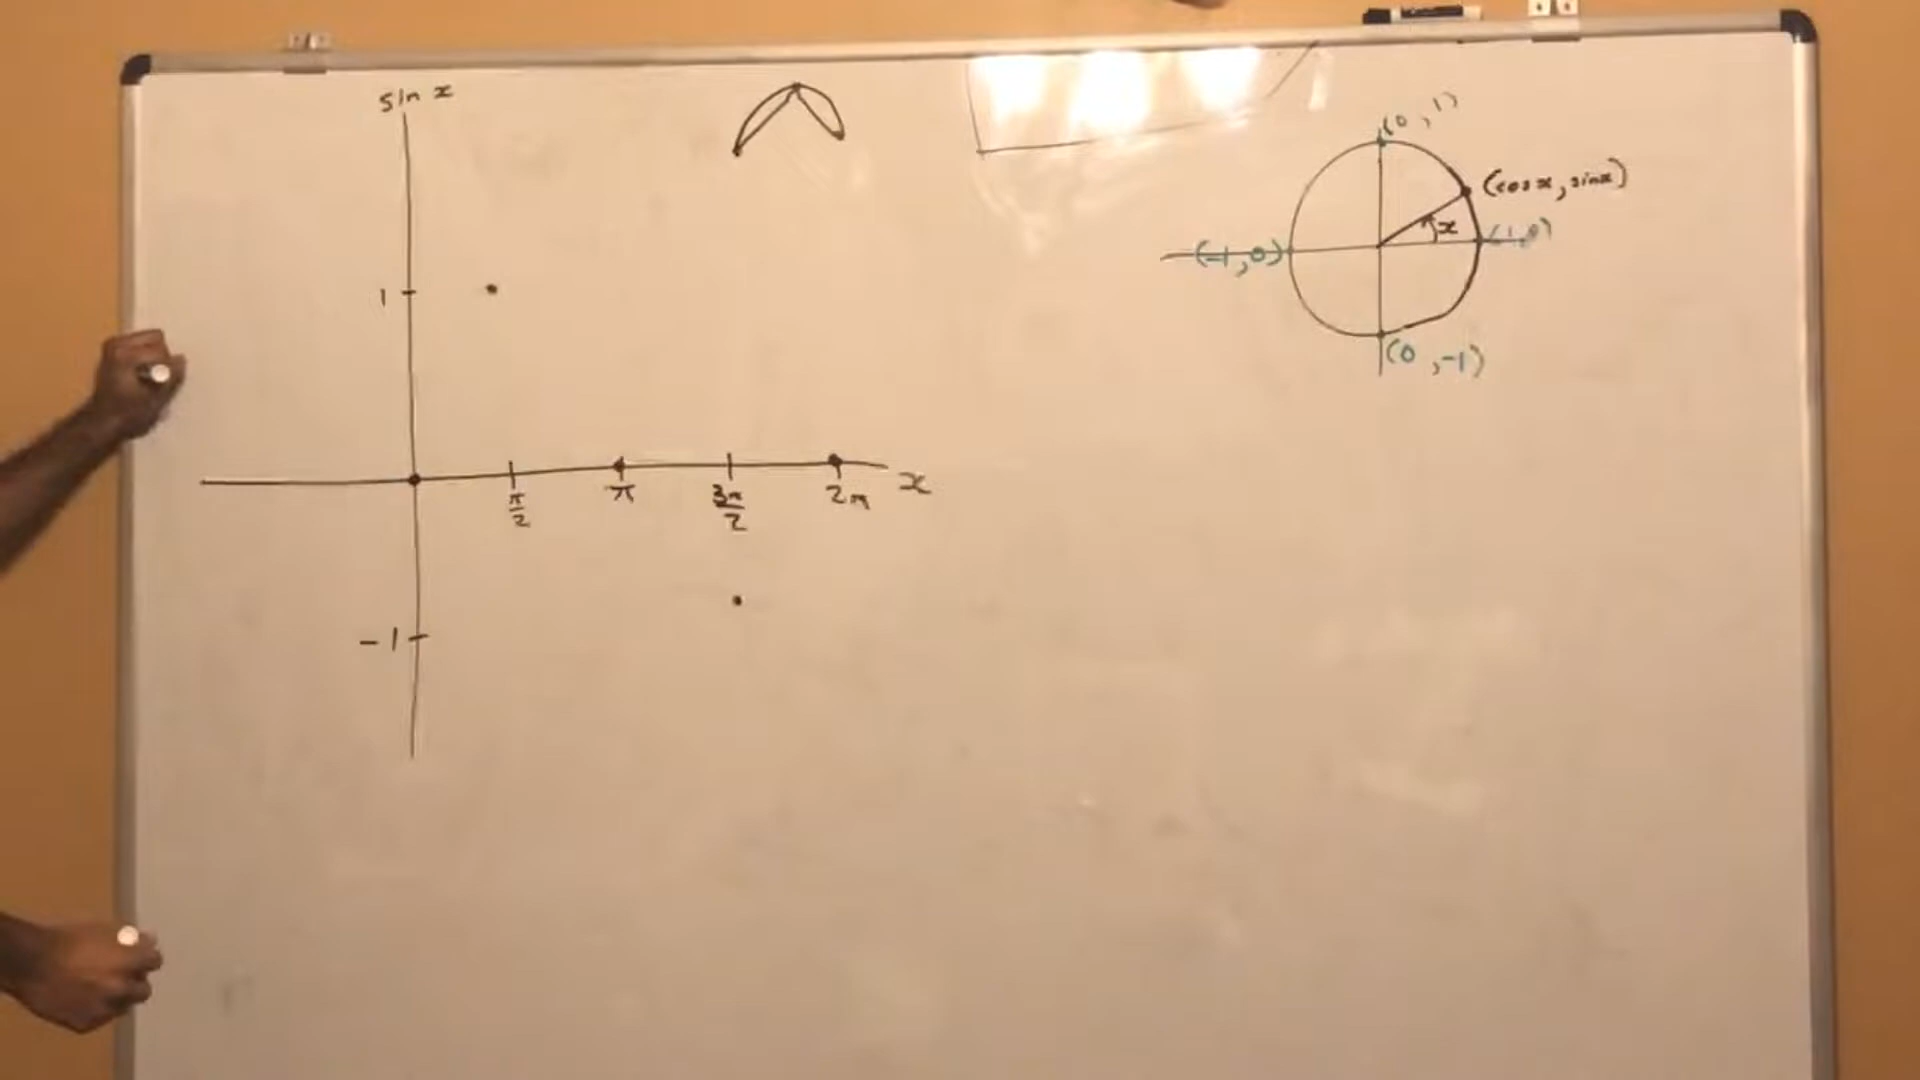 sin x
1
-1
π/2
π
3π/2
2π
x
(0, 1)
(cos x, sin x)
x
(1, 0)
(-1, 0)
(0, -1)